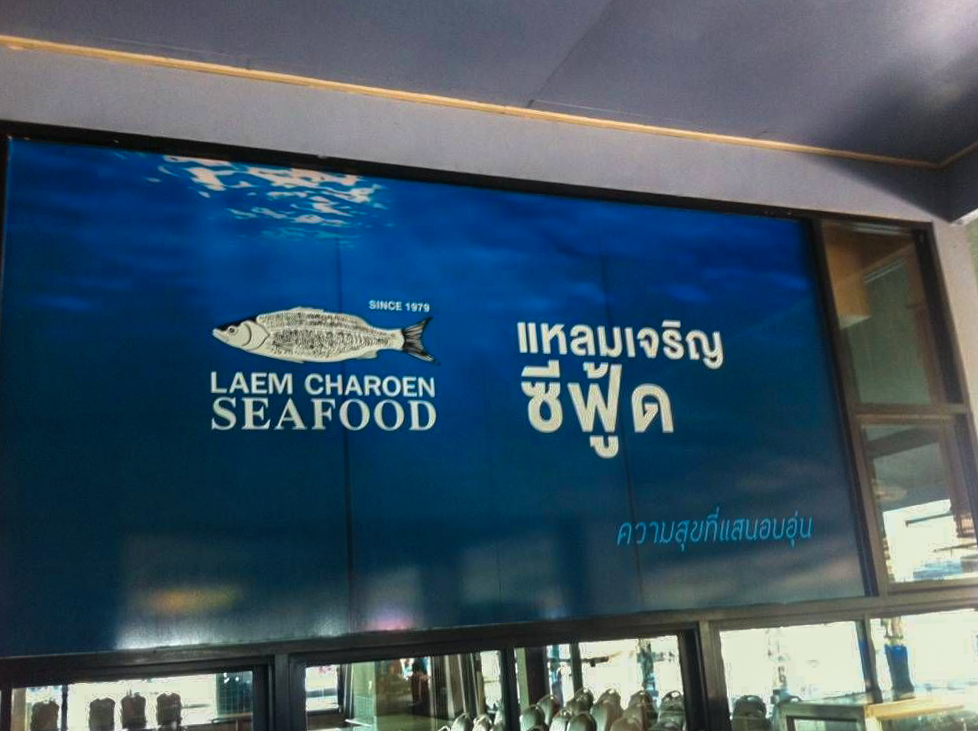 SINCE 1979
LAEM CHAROEN
SEAFOOD
แหลมเจริญ
ซีฟู้ด
ความสุขที่แสนอบอุ่น